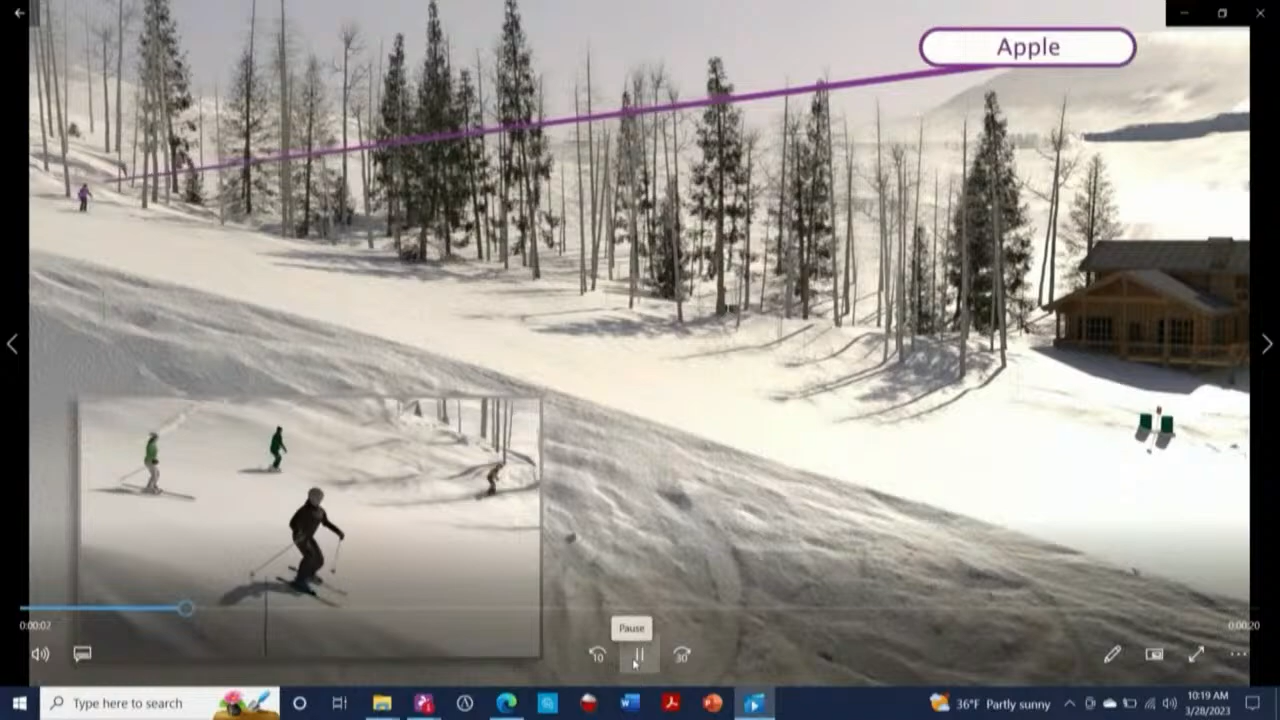 Apple
Pause
0:00:02
0:00:20
10
30
Type here to search
36°F Partly sunny
10:19 AM
3/28/2023